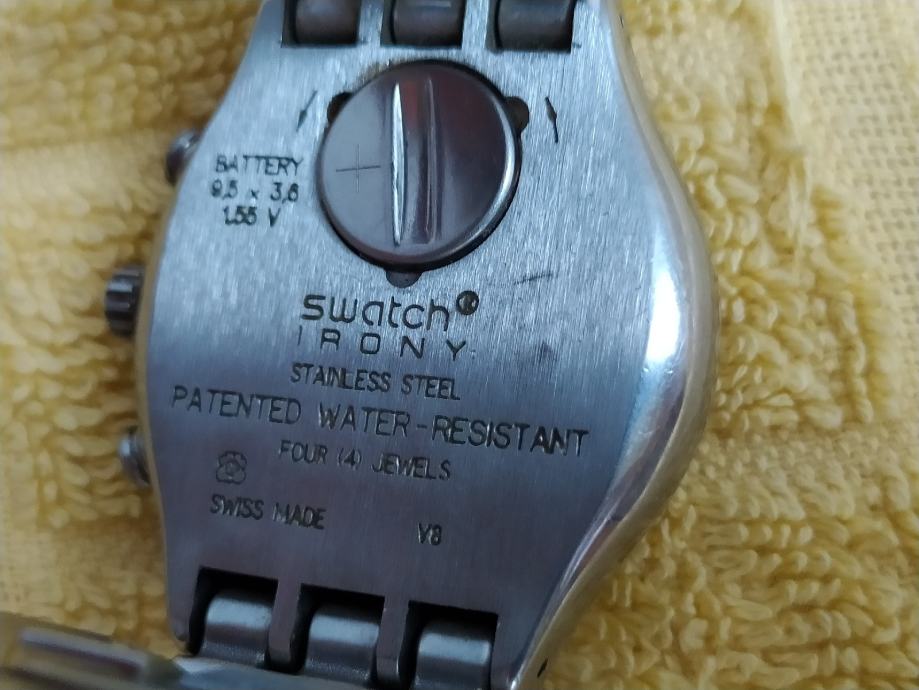 +
BATTERY
9,5 x 3,6
1.55 V
swatch®
IRONY
STAINLESS STEEL
PATENTED WATER-RESISTANT
FOUR (4) JEWELS
SWISS MADE
V8